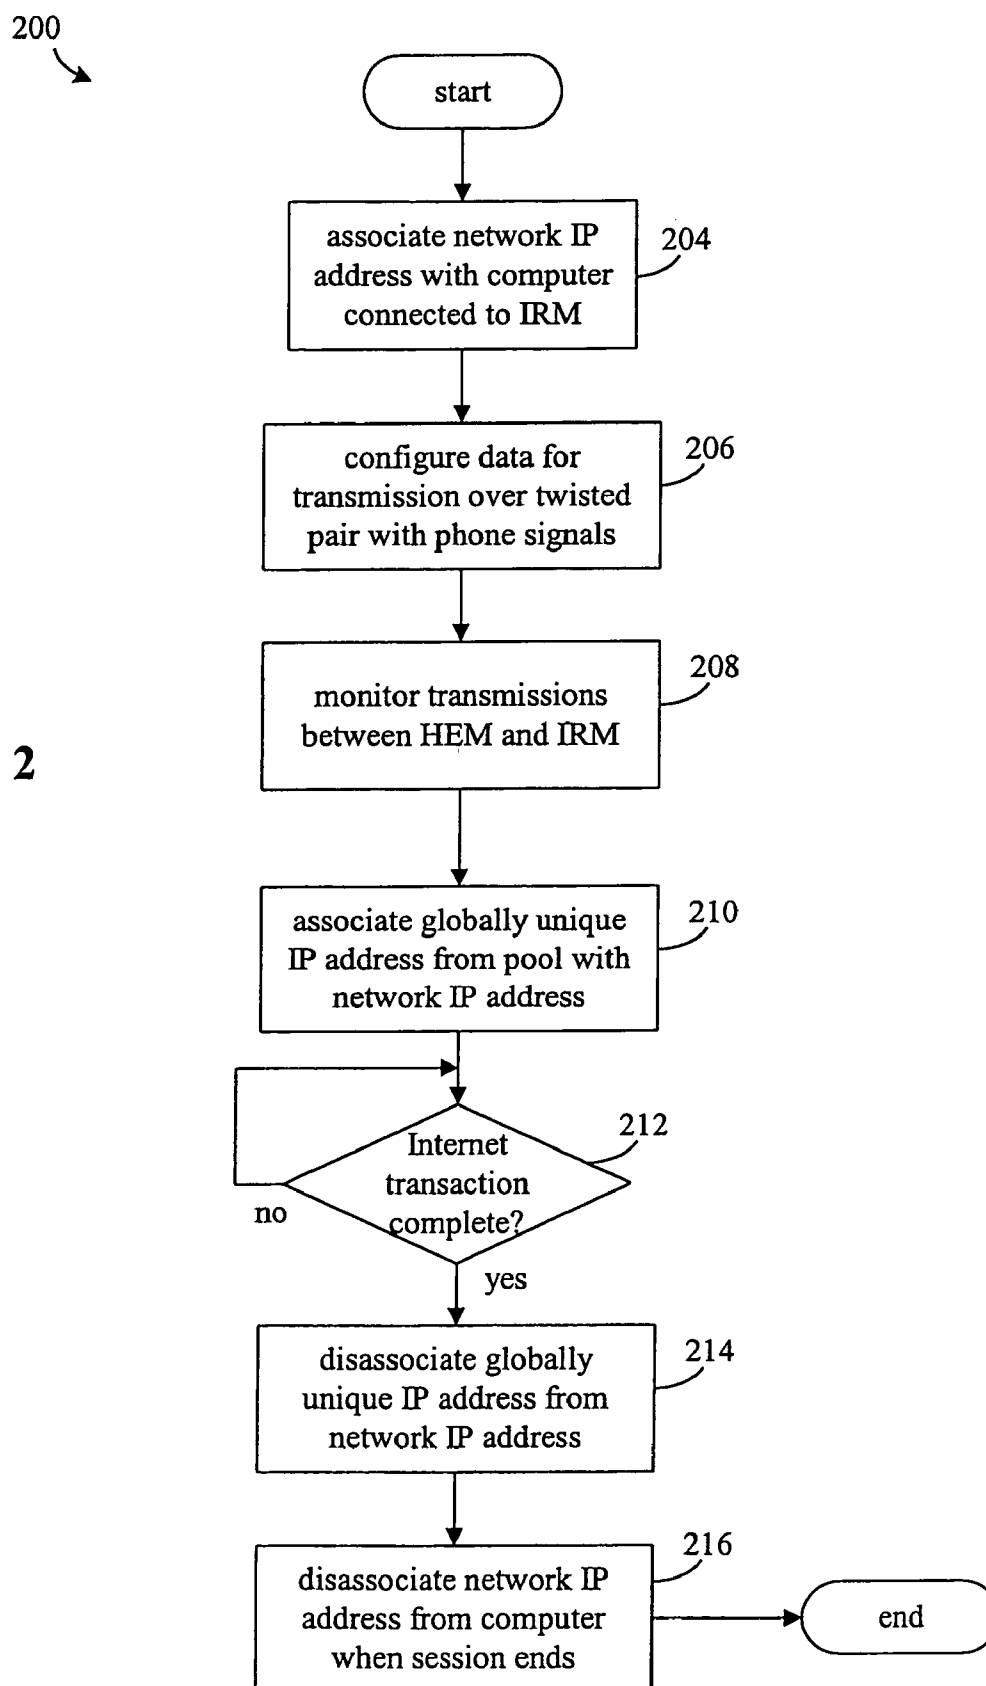 200
start
associate network IP
address with computer
connected to IRM
204
configure data for
transmission over twisted
pair with phone signals
206
monitor transmissions
between HEM and IRM
208
2
associate globally unique
IP address from pool with
network IP address
210
Internet
transaction
complete?
212
no
yes
disassociate globally
unique IP address from
network IP address
214
disassociate network IP
address from computer
when session ends
216
end